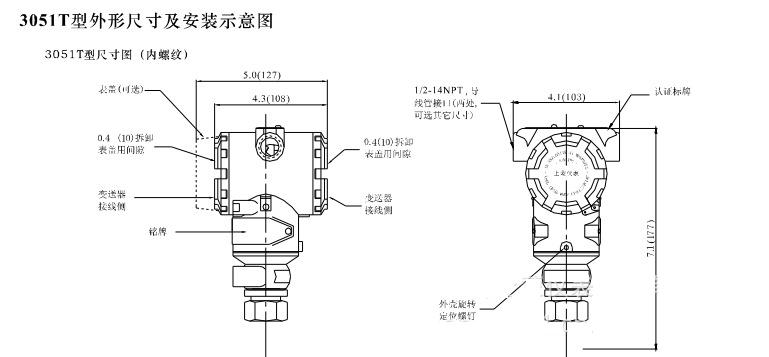 3051T型外形尺寸及安装示意图
3051T型尺寸图（内螺纹）
5.0(127)
表盖(可选)
4.3(108)
1/2-14NPT，导
线管接口(两处,
可选其它尺寸)
4.1(103)
认证标牌
0.4 (10)拆卸
表盖用间隙
0.4(10)拆卸
表盖用间隙
变送器
接线侧
变送器
接线侧
铭牌
7.1(177)
外壳旋转
定位螺钉